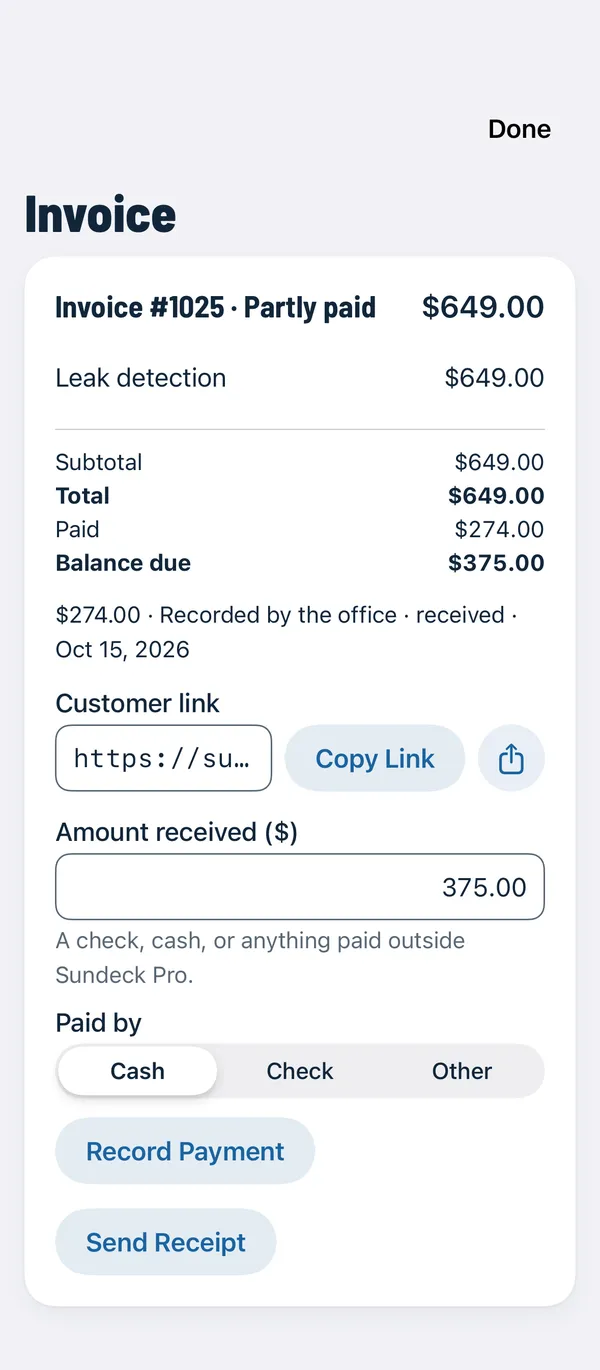 Done
Invoice
Invoice #1025 · Partly paid $649.00
Leak detection $649.00
Subtotal $649.00
Total $649.00
Paid $274.00
Balance due $375.00
$274.00 · Recorded by the office · received ·
Oct 15, 2026
Customer link
https://su… Copy Link
Amount received ($)
375.00
A check, cash, or anything paid outside
Sundeck Pro.
Paid by
Cash Check Other
Record Payment
Send Receipt